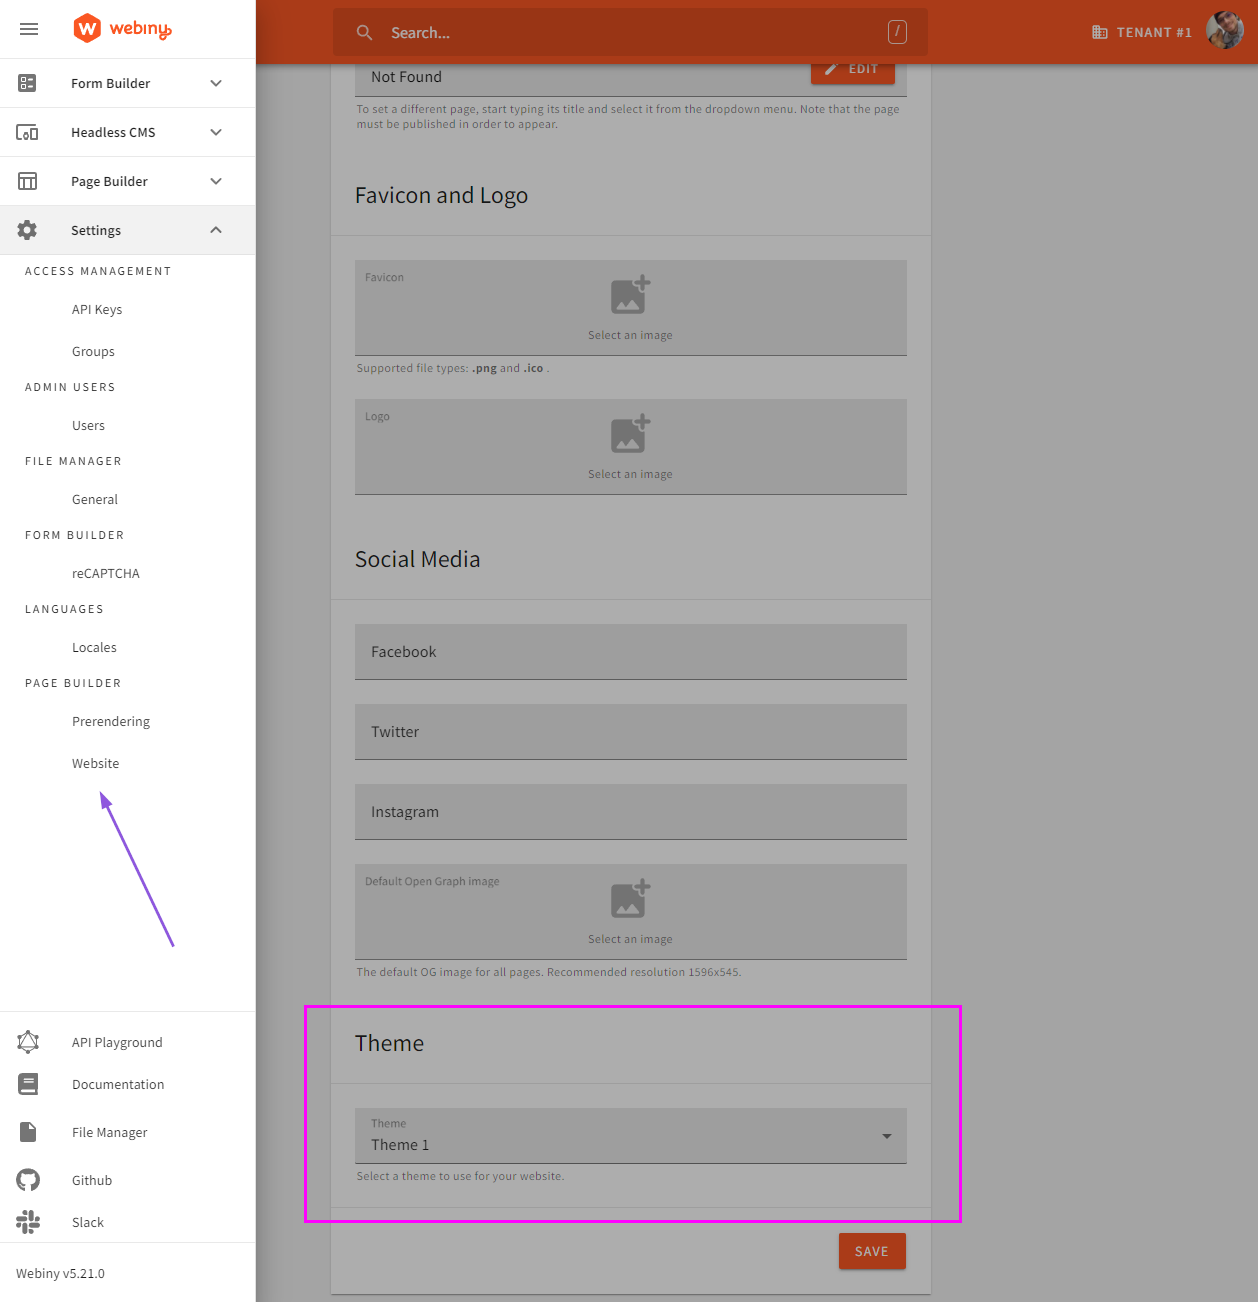 webiny
Form Builder
Headless CMS
Page Builder
Settings
ACCESS MANAGEMENT
API Keys
Groups
ADMIN USERS
Users
FILE MANAGER
General
FORM BUILDER
reCAPTCHA
LANGUAGES
Locales
PAGE BUILDER
Prerendering
Website
API Playground
Documentation
File Manager
Github
Slack
Webiny v5.21.0
Search...
/
TENANT #1
Not Found
EDIT
To set a different page, start typing its title and select it from the dropdown menu. Note that the page
must be published in order to appear.
Favicon and Logo
Favicon
Select an image
Supported file types: .png and .ico .
Logo
Select an image
Social Media
Facebook
Twitter
Instagram
Default Open Graph image
Select an image
The default OG image for all pages. Recommended resolution 1596x545.
Theme
Theme
Theme 1
Select a theme to use for your website.
SAVE